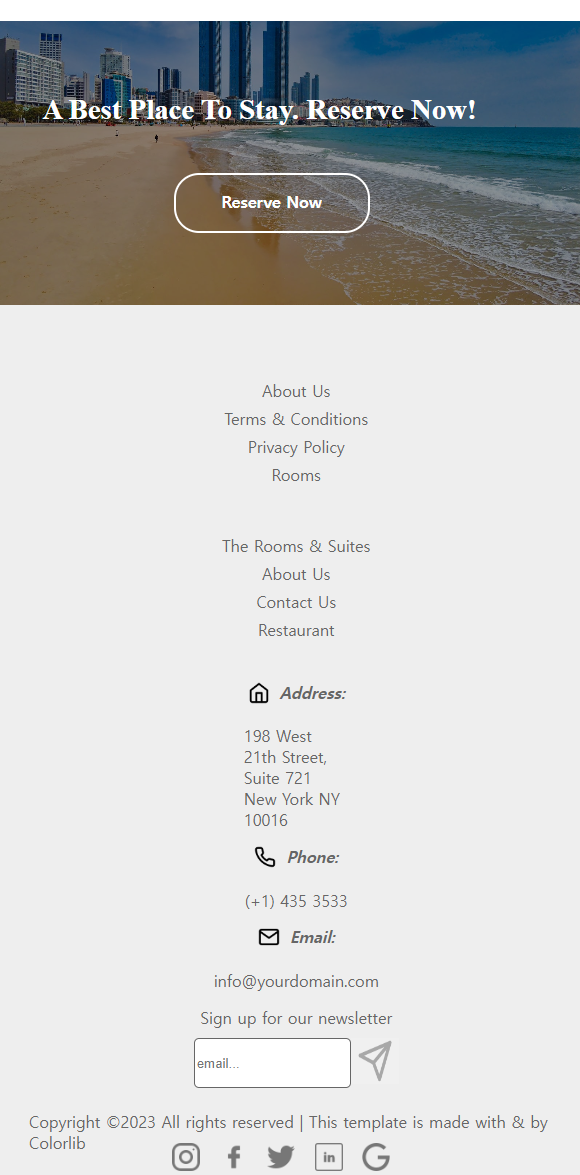 A Best Place To Stay. Reserve Now!
Reserve Now
About Us
Terms & Conditions
Privacy Policy
Rooms
The Rooms & Suites
About Us
Contact Us
Restaurant
Address:
198 West
21th Street,
Suite 721
New York NY
10016
Phone:
(+1) 435 3533
Email:
info@yourdomain.com
Sign up for our newsletter
email...
Copyright ©2023 All rights reserved | This template is made with & by
Colorlib